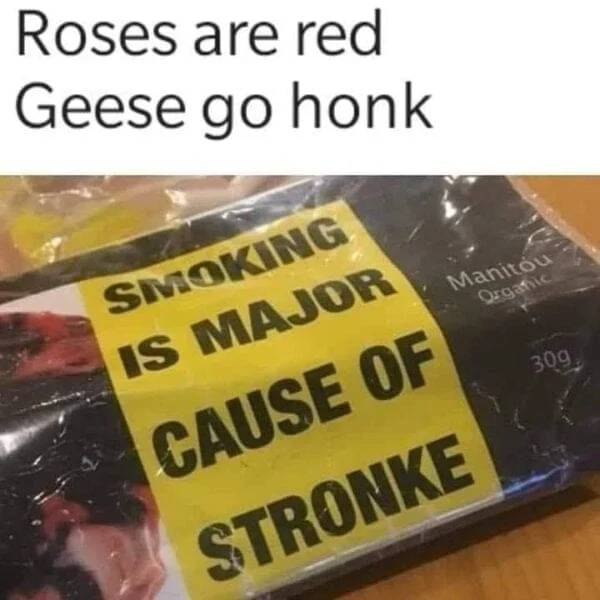 Roses are red
Geese go honk
SMOKING
IS MAJOR
CAUSE OF
STRONKE
Manitou
Organic
30g